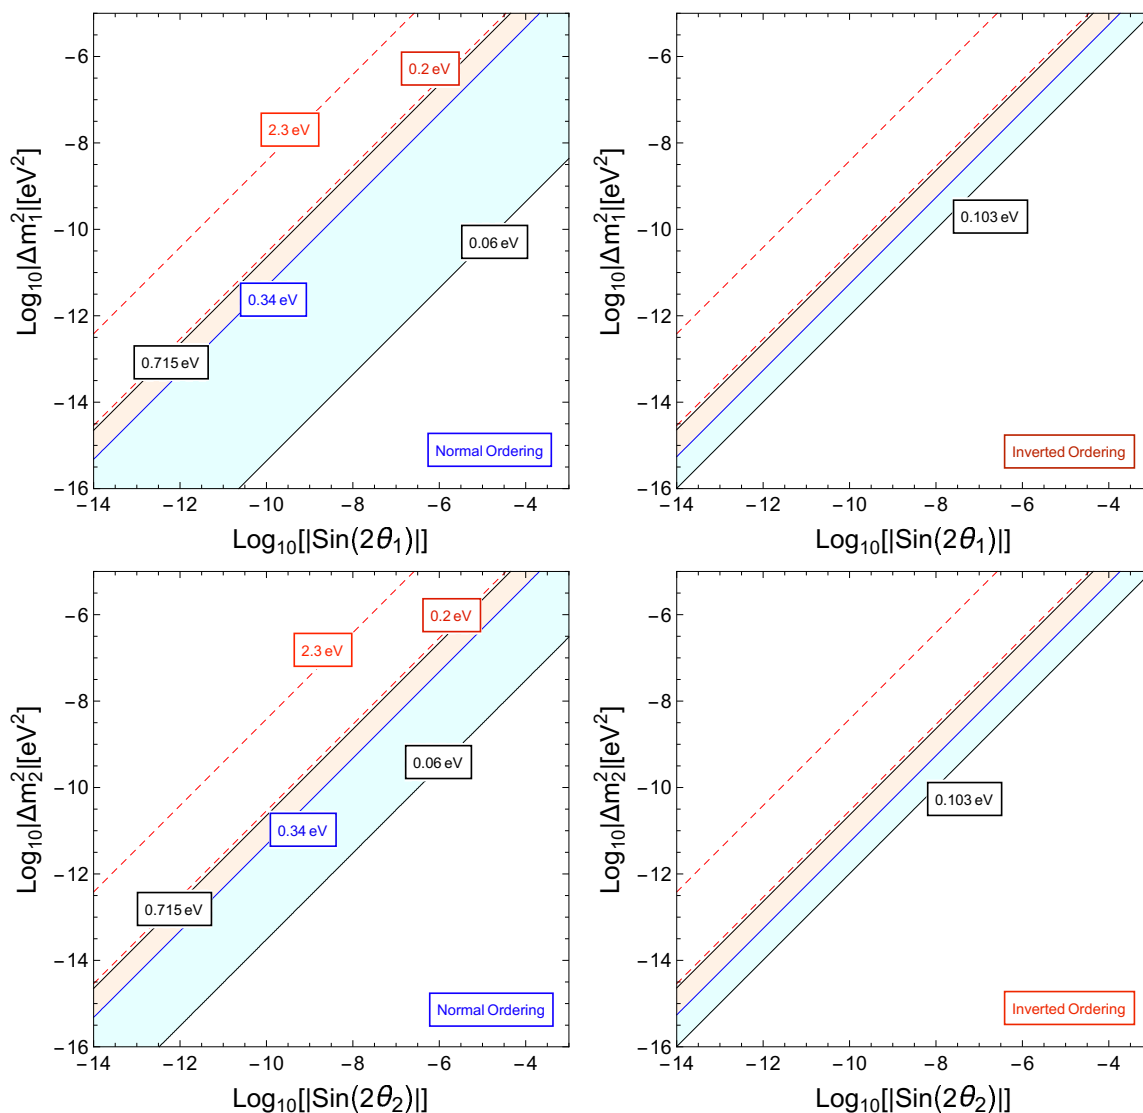 Log10|Δm₁²|[eV²]
−6
−8
−10
−12
−14
−16
2.3 eV
0.2 eV
0.06 eV
0.34 eV
0.715 eV
Normal Ordering
−14 −12 −10 −8 −6 −4
Log10[|Sin(2θ₁)|]
Log10|Δm₁²|[eV²]
−6
−8
−10
−12
−14
−16
0.103 eV
Inverted Ordering
−14 −12 −10 −8 −6 −4
Log10[|Sin(2θ₁)|]
Log10|Δm₂²|[eV²]
−6
−8
−10
−12
−14
−16
0.2 eV
2.3 eV
0.06 eV
0.34 eV
0.715 eV
Normal Ordering
−14 −12 −10 −8 −6 −4
Log10[|Sin(2θ₂)|]
Log10|Δm₂²|[eV²]
−6
−8
−10
−12
−14
−16
0.103 eV
Inverted Ordering
−14 −12 −10 −8 −6 −4
Log10[|Sin(2θ₂)|]